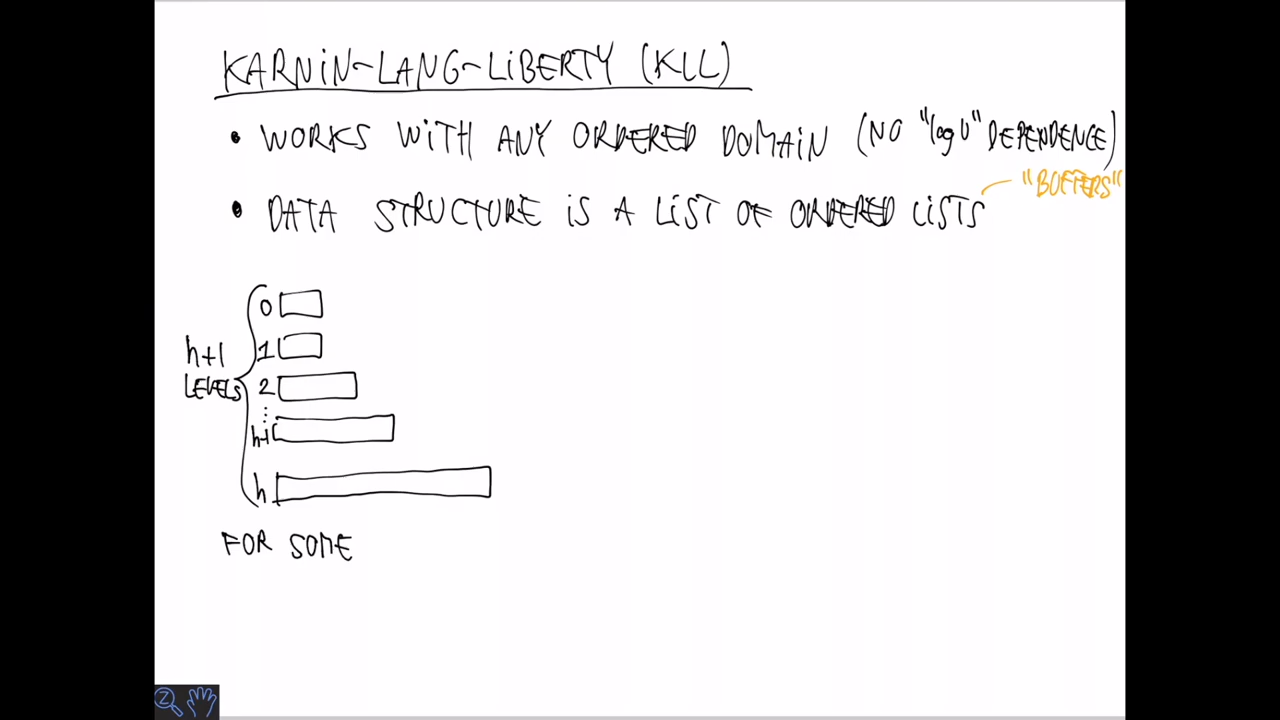 KARNIN-LANG-LIBERTY (KLL)
• WORKS WITH ANY ORDERED DOMAIN (NO "log U" DEPENDENCE)
"BUFFERS"
• DATA STRUCTURE IS A LIST OF ORDERED LISTS
0
h+1
LEVELS
1
2
⋮
h-1
h
FOR SOME
Z